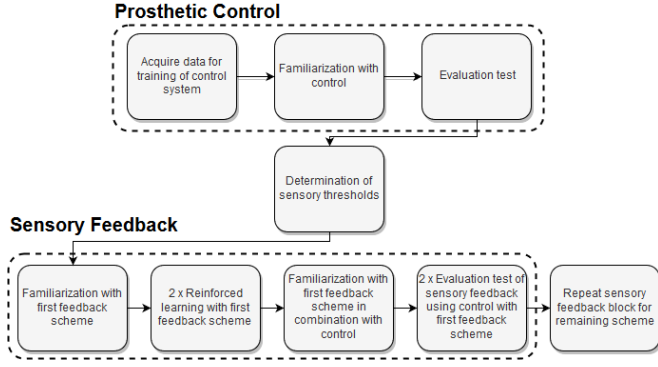 Prosthetic Control
Acquire data for
training of control
system
Familiarization with
control
Evaluation test
Determination of
sensory thresholds
Sensory Feedback
Familiarization with
first feedback
scheme
2 x Reinforced
learning with first
feedback scheme
Familiarization with
first feedback
scheme in
combination with
control
2 x Evaluation test of
sensory feedback
using control with
first feedback
scheme
Repeat sensory
feedback block for
remaining scheme